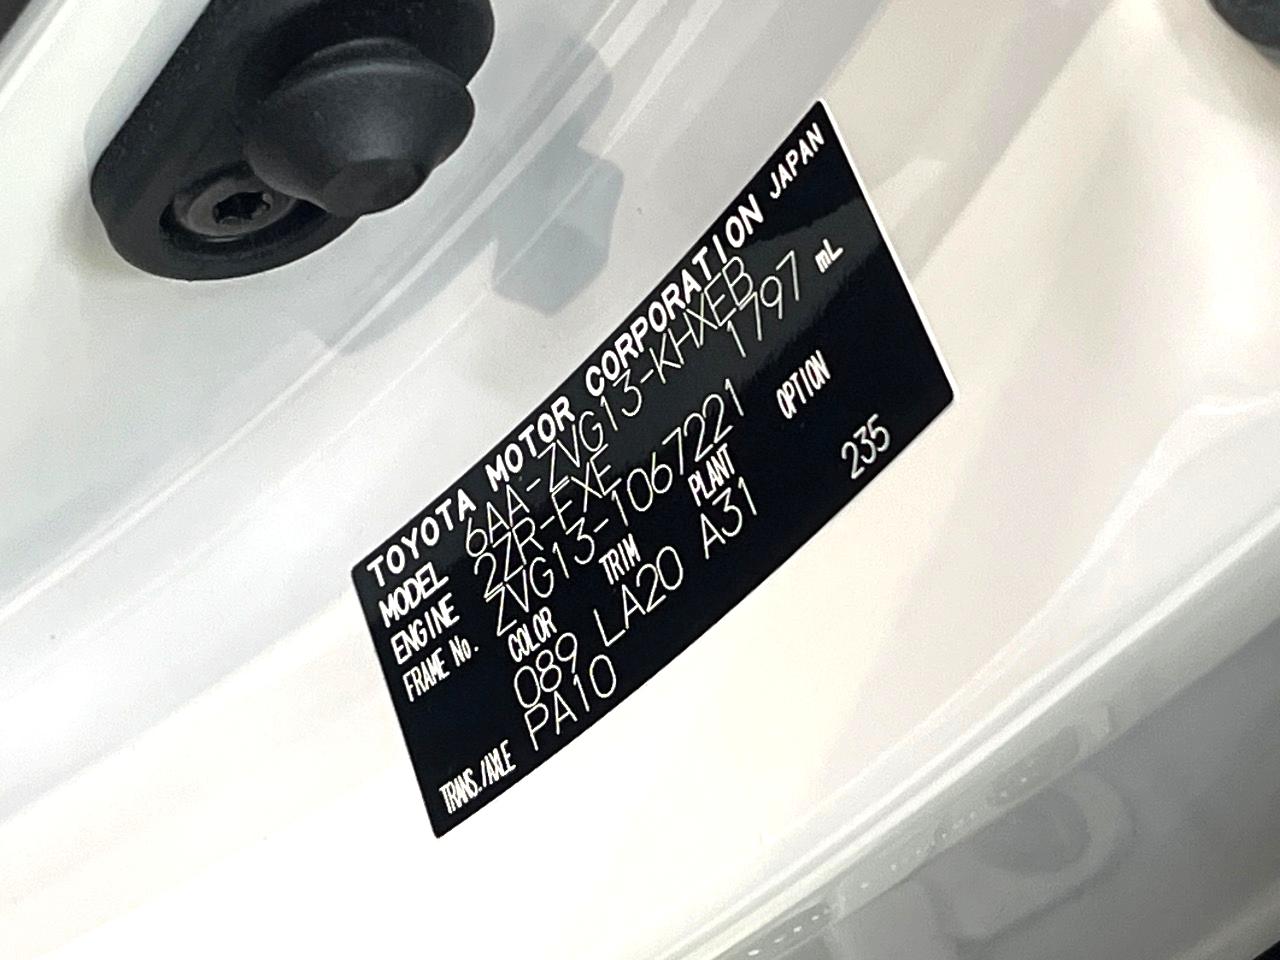 TOYOTA MOTOR CORPORATION JAPAN
MODEL 6AA-ZVG13-KHXEB
ENGINE 2ZR-EXE 1797 mL
FRAME No. ZVG13-1067221
COLOR TRIM PLANT OPTION
089 LA20 A31 235
TRANS./AXLE PA10